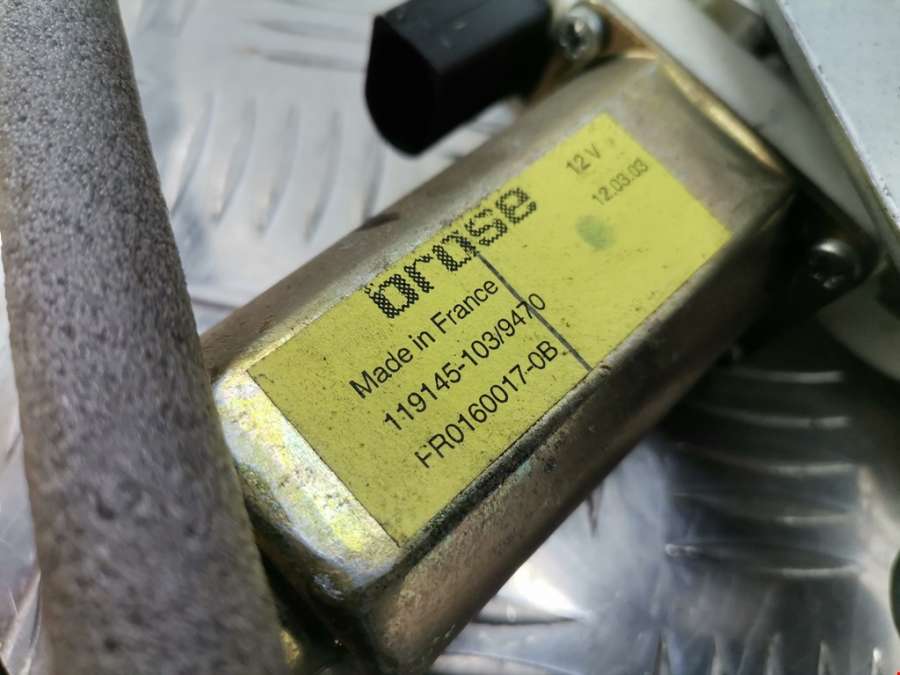 brose
12 V
12.03.03
Made in France
119145-103/9470
FR0160017-0B